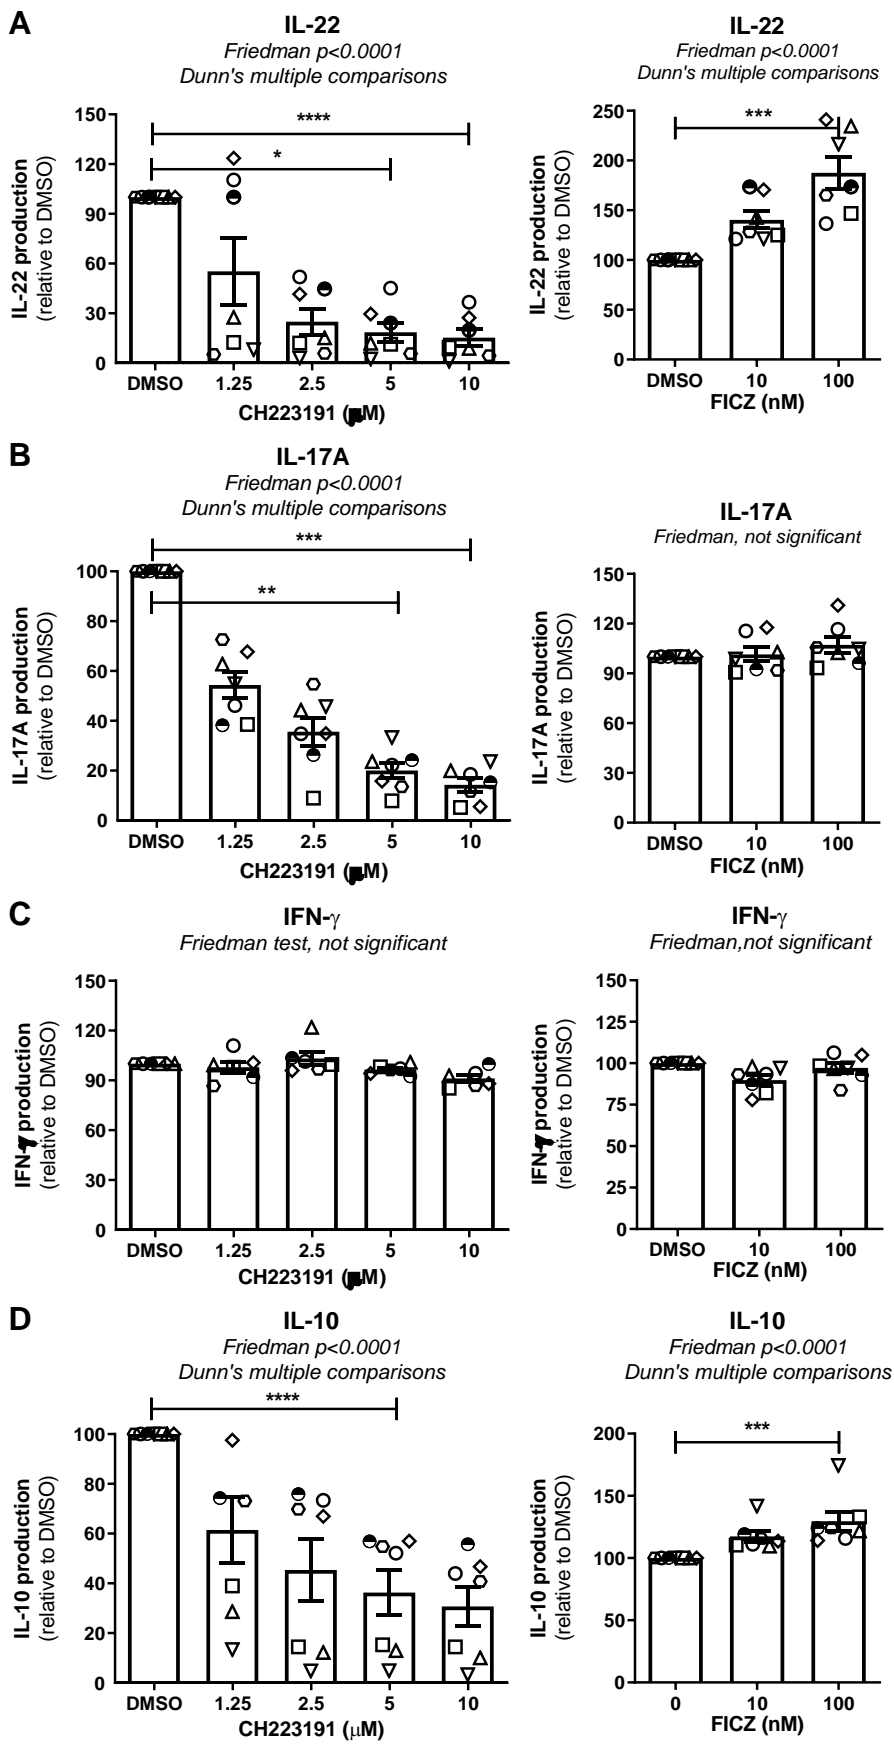 A
IL-22
Friedman p<0.0001
Dunn's multiple comparisons
150
120
90
60
30
0
IL-22 production
(relative to DMSO)
****
*
DMSO 1.25 2.5 5 10
CH223191 (μM)
IL-22
Friedman p<0.0001
Dunn's multiple comparisons
250
200
150
100
50
0
IL-22 production
(relative to DMSO)
***
DMSO 10 100
FICZ (nM)
B
IL-17A
Friedman p<0.0001
Dunn's multiple comparisons
100
80
60
40
20
0
IL-17A production
(relative to DMSO)
***
**
DMSO 1.25 2.5 5 10
CH223191 (μM)
IL-17A
Friedman, not significant
150
120
90
60
30
0
IL-17A production
(relative to DMSO)
DMSO 10 100
FICZ (nM)
C
IFN-γ
Friedman test, not significant
150
120
90
60
30
0
IFN-γ production
(relative to DMSO)
DMSO 1.25 2.5 5 10
CH223191 (μM)
IFN-γ
Friedman,not significant
150
125
100
75
50
25
0
IFN-γ production
(relative to DMSO)
DMSO 10 100
FICZ (nM)
D
IL-10
Friedman p<0.0001
Dunn's multiple comparisons
100
80
60
40
20
0
IL-10 production
(relative to DMSO)
****
DMSO 1.25 2.5 5 10
CH223191 (μM)
IL-10
Friedman p<0.0001
Dunn's multiple comparisons
200
150
100
50
0
IL-10 production
(relative to DMSO)
***
0 10 100
FICZ (nM)